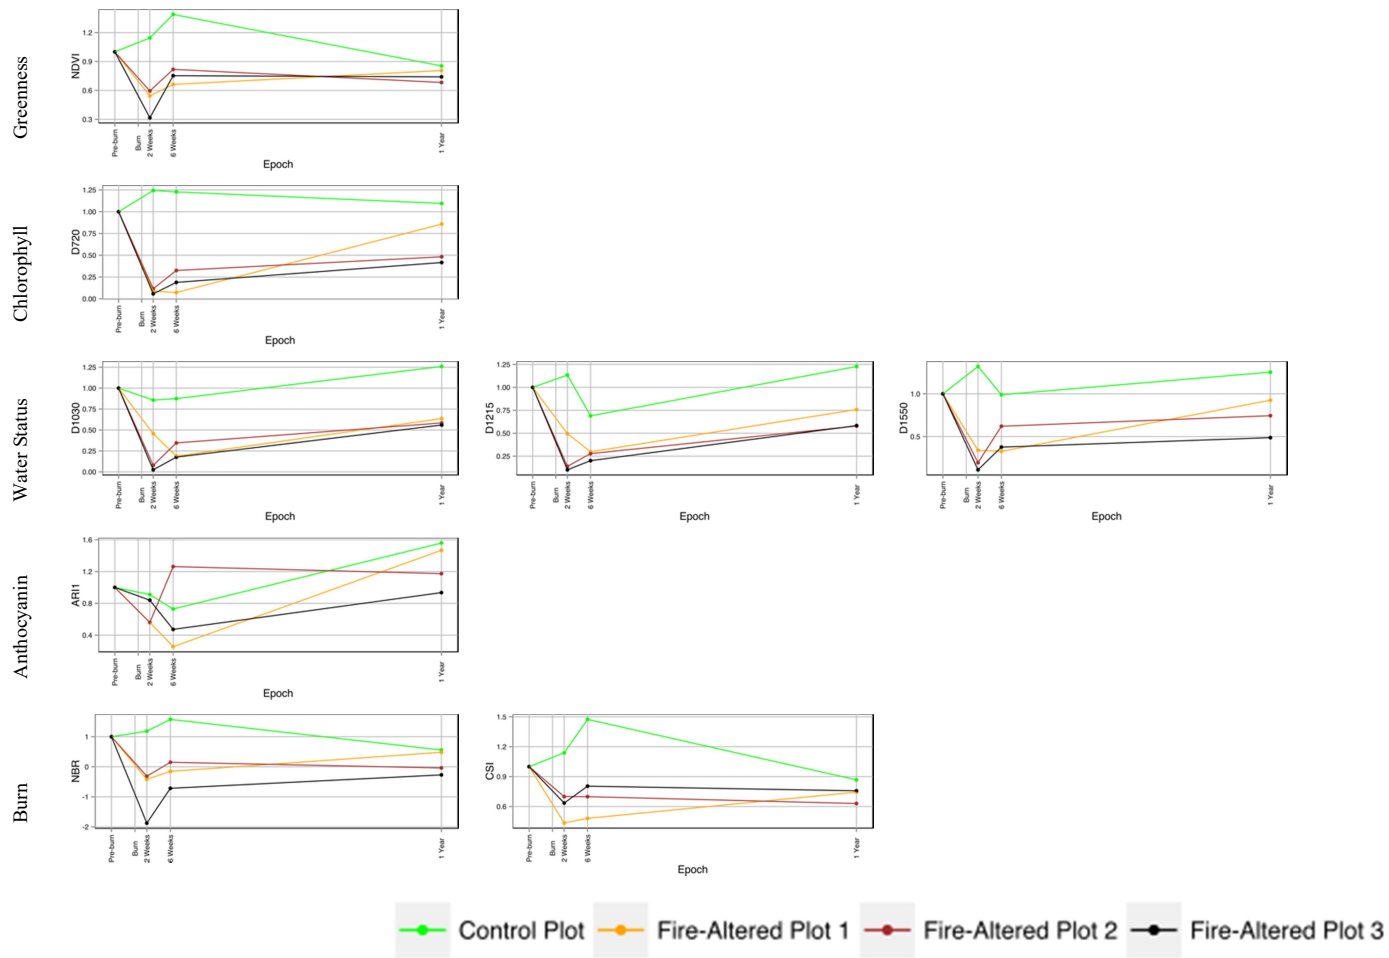 Greenness
NDVI
1.2
0.9
0.6
0.3
Pre-burn
Burn
2 Weeks
6 Weeks
1 Year
Epoch
Chlorophyll
D720
1.25
1.00
0.75
0.50
0.25
0.00
Pre-burn
Burn
2 Weeks
6 Weeks
1 Year
Epoch
Water Status
D1030
1.25
1.00
0.75
0.50
0.25
0.00
Pre-burn
Burn
2 Weeks
6 Weeks
1 Year
Epoch
D1215
1.25
1.00
0.75
0.50
0.25
Pre-burn
Burn
2 Weeks
6 Weeks
1 Year
Epoch
D1550
1.0
0.5
Pre-burn
Burn
2 Weeks
6 Weeks
1 Year
Epoch
Anthocyanin
ARI1
1.6
1.2
0.8
0.4
Pre-burn
Burn
2 Weeks
6 Weeks
1 Year
Epoch
Burn
NBR
1
0
-1
-2
Pre-burn
Burn
2 Weeks
6 Weeks
1 Year
CSI
1.5
1.2
0.9
0.6
Pre-burn
Burn
2 Weeks
6 Weeks
1 Year
Epoch
Control Plot
Fire-Altered Plot 1
Fire-Altered Plot 2
Fire-Altered Plot 3